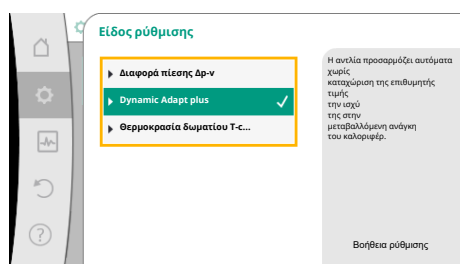 Είδος ρύθμισης
Διαφορά πίεσης Δp-v
Dynamic Adapt plus
Θερμοκρασία δωματίου T-c...
Η αντλία προσαρμόζει αυτόματα
χωρίς
καταχώριση της επιθυμητής
τιμής
την ισχύ
της στην
μεταβαλλόμενη ανάγκη
του καλοριφέρ.
Βοήθεια ρύθμισης